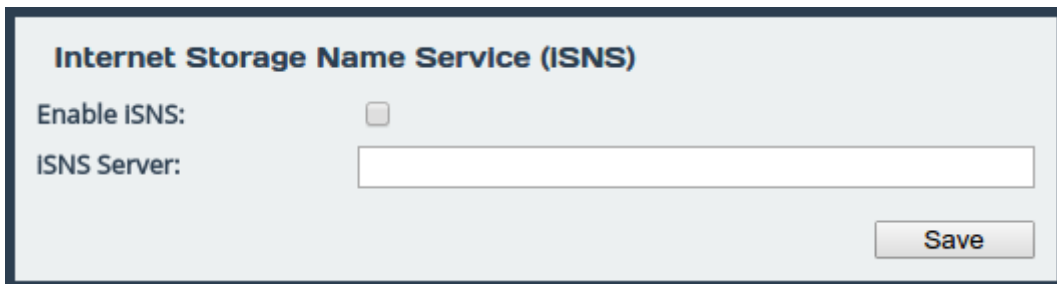 Internet Storage Name Service (iSNS)
Enable iSNS:
iSNS Server:
Save